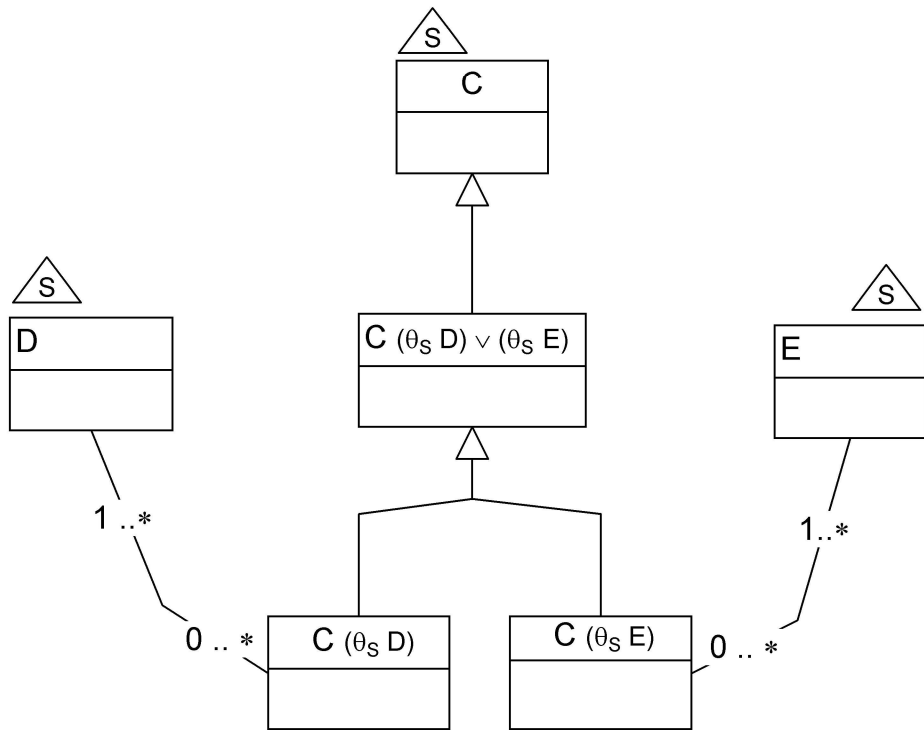 S
C
S
D
C (θS D) ∨ (θS E)
S
E
1 ..*
1..*
0 .. *
C (θS D)
C (θS E)
0 .. *